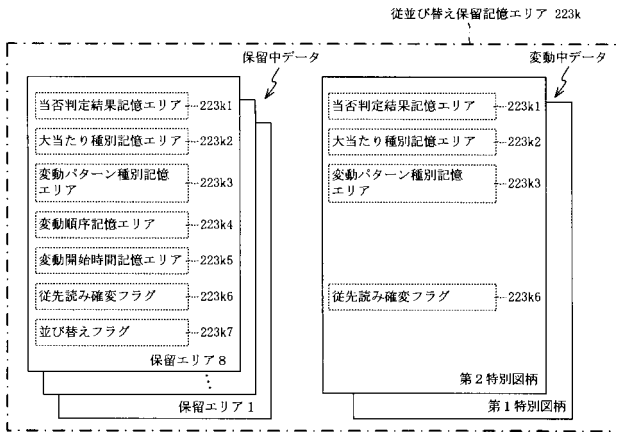 従並び替え保留記憶エリア 223k
保留中データ
当否判定結果記憶エリア 223k1
大当たり種別記憶エリア 223k2
変動パターン種別記憶
エリア 223k3
変動順序記憶エリア 223k4
変動開始時間記憶エリア 223k5
従先読み確変フラグ 223k6
並び替えフラグ 223k7
保留エリア8
保留エリア1
変動中データ
当否判定結果記憶エリア 223k1
大当たり種別記憶エリア 223k2
変動パターン種別記憶
エリア 223k3
従先読み確変フラグ 223k6
第2特別図柄
第1特別図柄